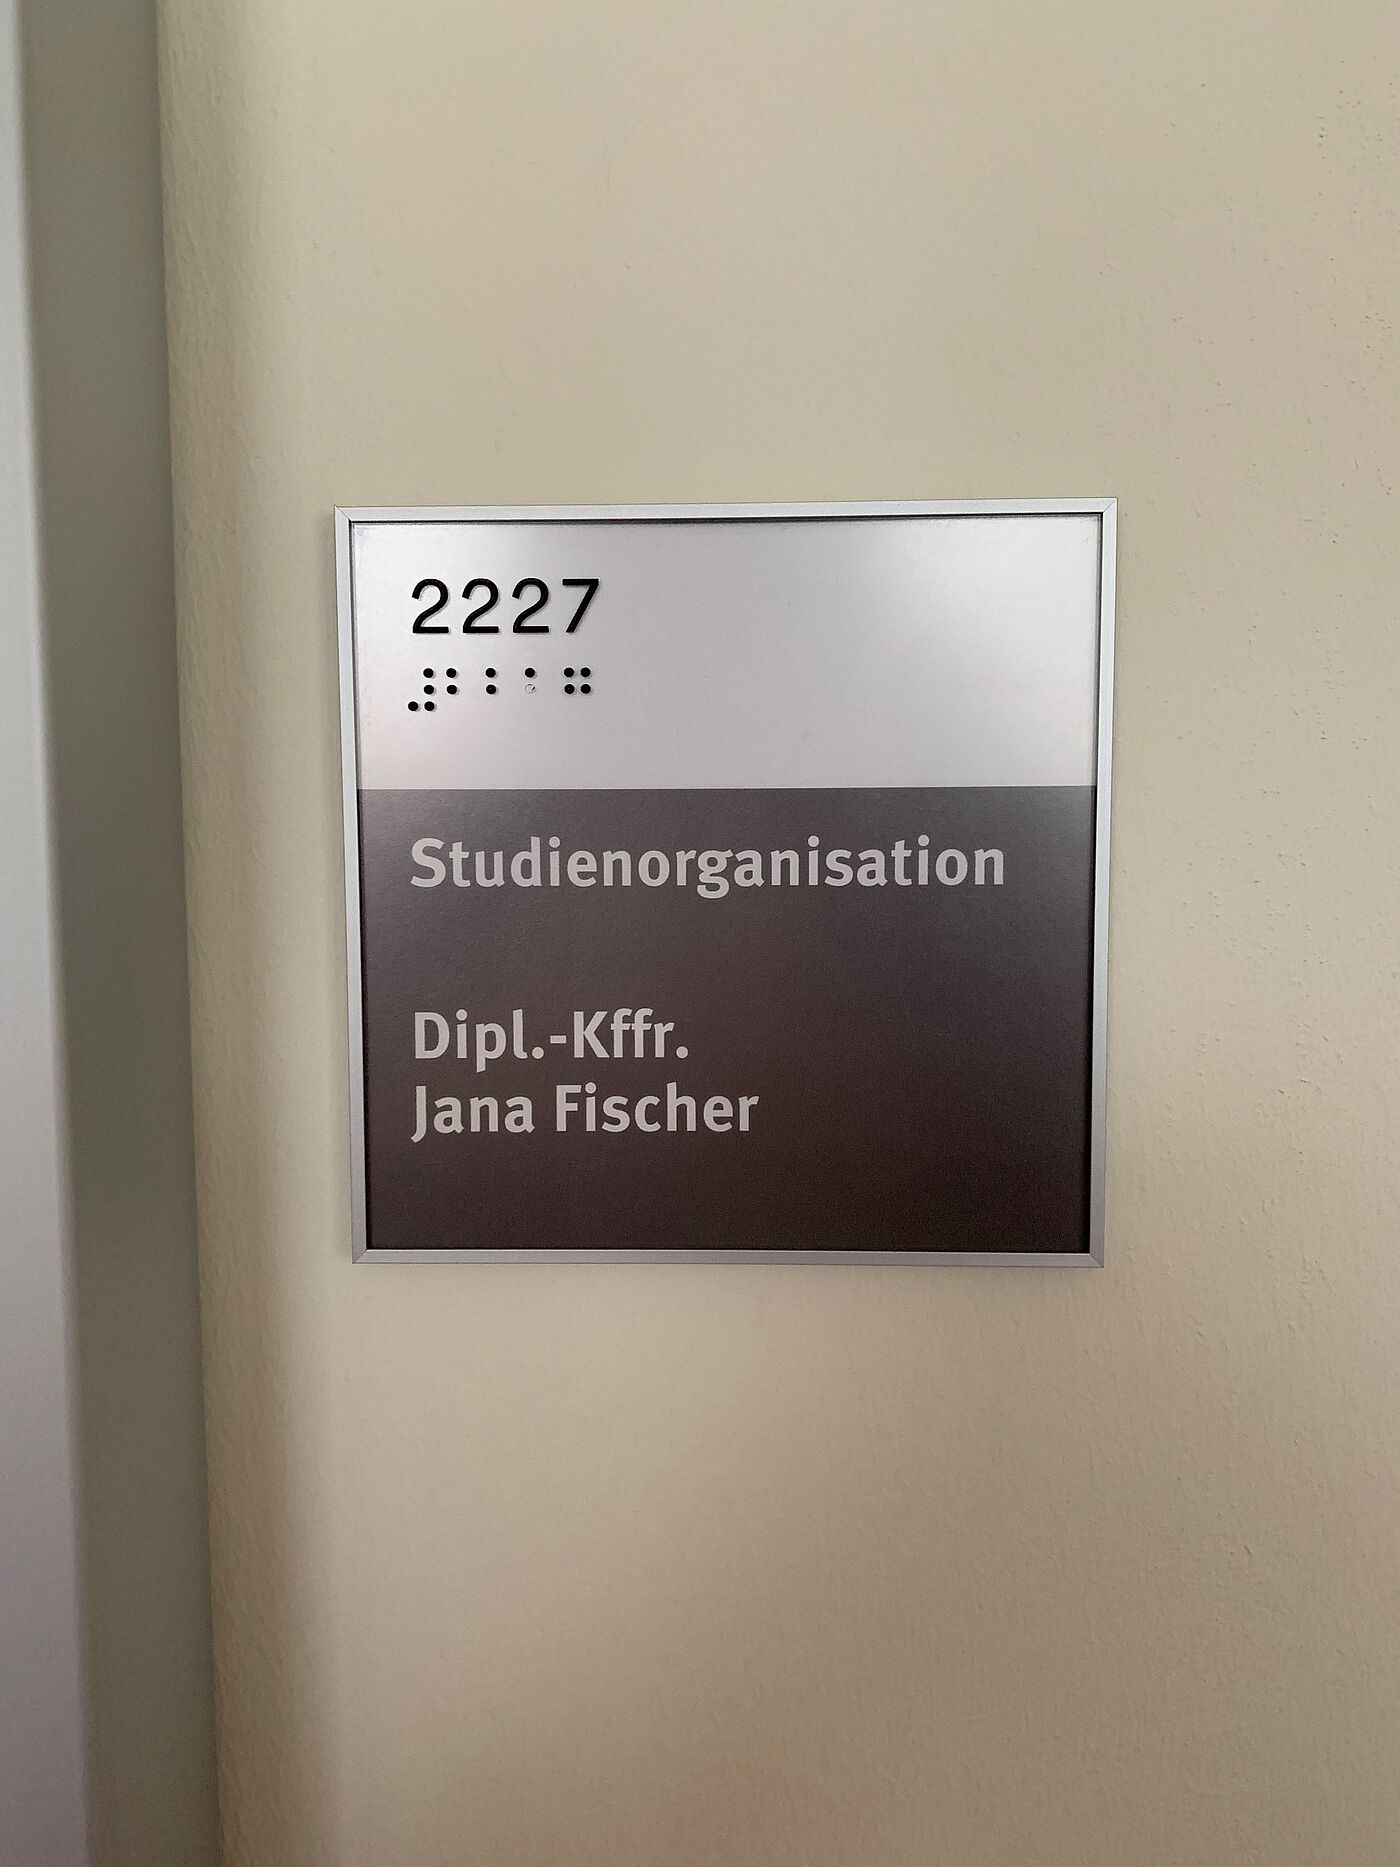 2227
⠼⠃⠃⠁⠛
Studienorganisation
Dipl.-Kffr.
Jana Fischer